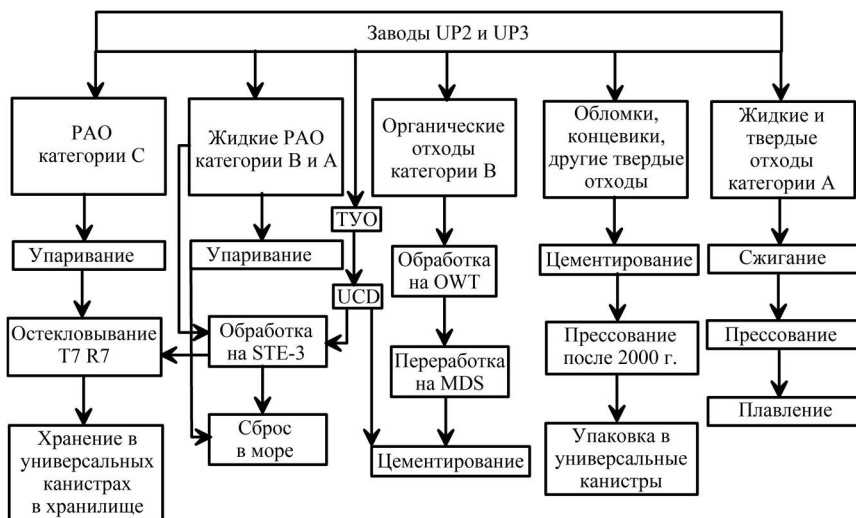 Заводы UP2 и UP3
РАО
категории С
Жидкие РАО
категории В и А
Органические
отходы
категории В
Обломки,
концевики,
другие твердые
отходы
Жидкие и
твердые
отходы
категории А
ТУО
Упаривание
Упаривание
Обработка
на OWT
Цементирование
Сжигание
UCD
Остекловывание
T7 R7
Обработка
на STE-3
Переработка
на MDS
Прессование
после 2000 г.
Прессование
Хранение в
универсальных
канистрах
в хранилище
Сброс
в море
Цементирование
Упаковка в
универсальные
канистры
Плавление